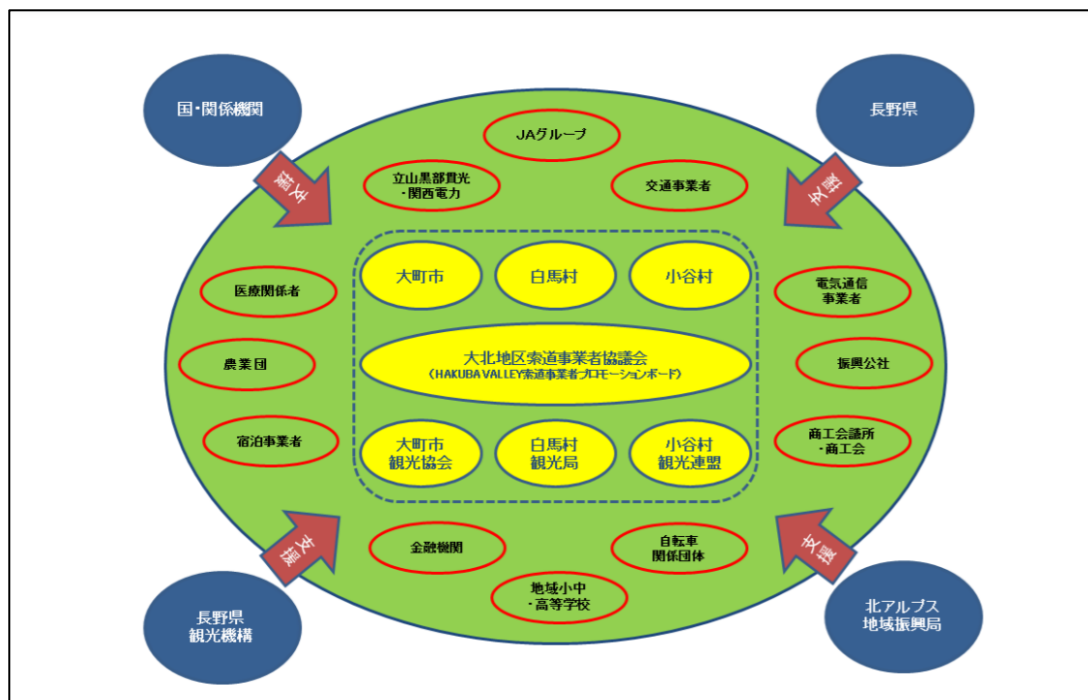 国・関係機関
長野県
JAグループ
立山黒部貫光
・関西電力
交通事業者
支援
支援
大町市
白馬村
小谷村
医療関係者
電気通信
事業者
大北地区索道事業者協議会
（HAKUBA VALLEY索道事業者プロモーションボード）
農業団
振興公社
宿泊事業者
大町市
観光協会
白馬村
観光局
小谷村
観光連盟
商工会議所
・商工会
金融機関
自転車
関係団体
支援
支援
地域小中
・高等学校
長野県
観光機構
北アルプス
地域振興局